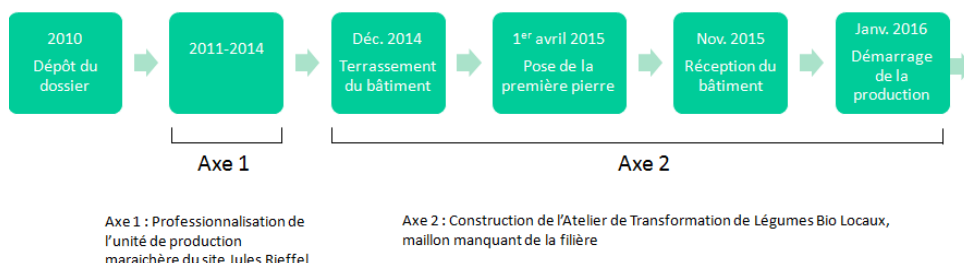 2010
Dépôt du
dossier
2011-2014
Déc. 2014
Terrassement
du bâtiment
1er avril 2015
Pose de la
première pierre
Nov. 2015
Réception du
bâtiment
Janv. 2016
Démarrage
de la
production
Axe 1
Axe 2
Axe 1 : Professionnalisation de
l'unité de production
maraichère du site Jules Rieffel
Axe 2 : Construction de l'Atelier de Transformation de Légumes Bio Locaux,
maillon manquant de la filière